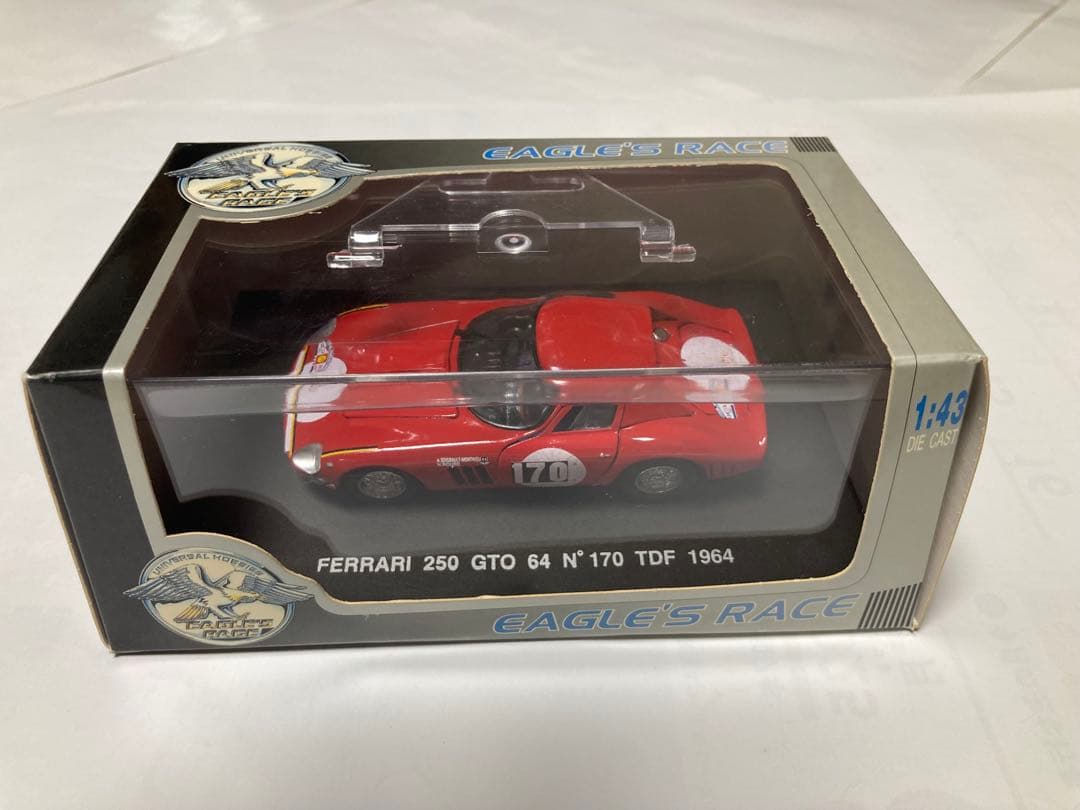 UNIVERSAL HOBBIES
EAGLE'S
RACE
EAGLE'S RACE
170
1:43
DIE CAST
FERRARI 250 GTO 64 N° 170 TDF 1964
UNIVERSAL HOBBIES
EAGLE'S
RACE
EAGLE'S RACE